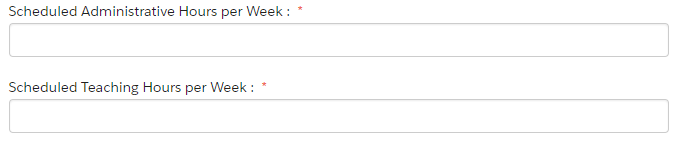 Scheduled Administrative Hours per Week : *
Scheduled Teaching Hours per Week : *